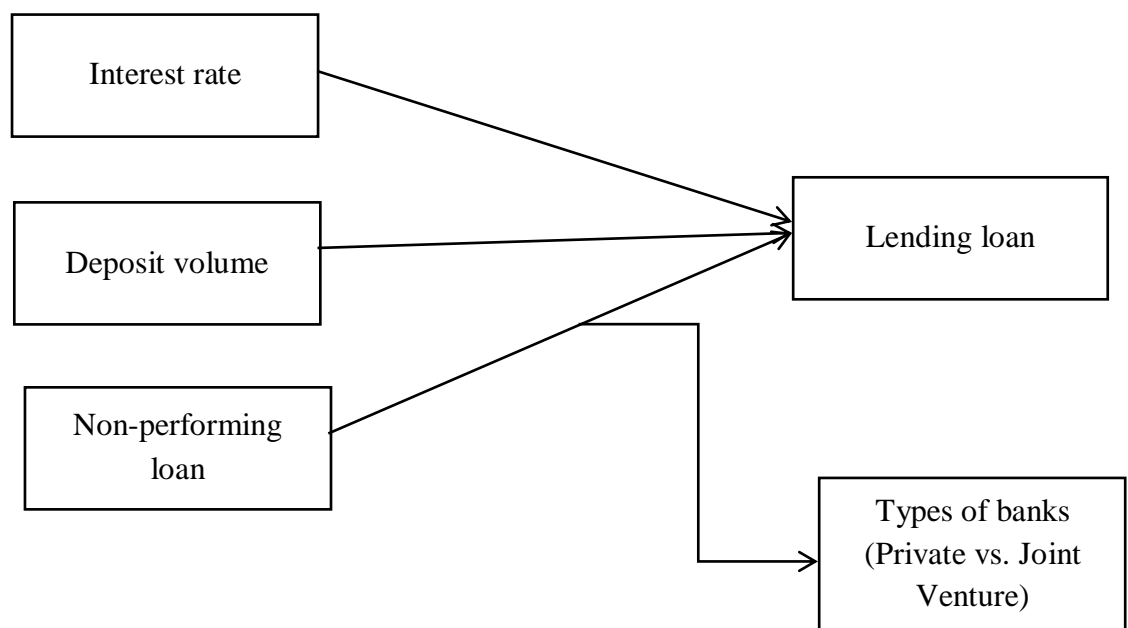 Interest rate
Deposit volume
Lending loan
Non-performing
loan
Types of banks
(Private vs. Joint
Venture)